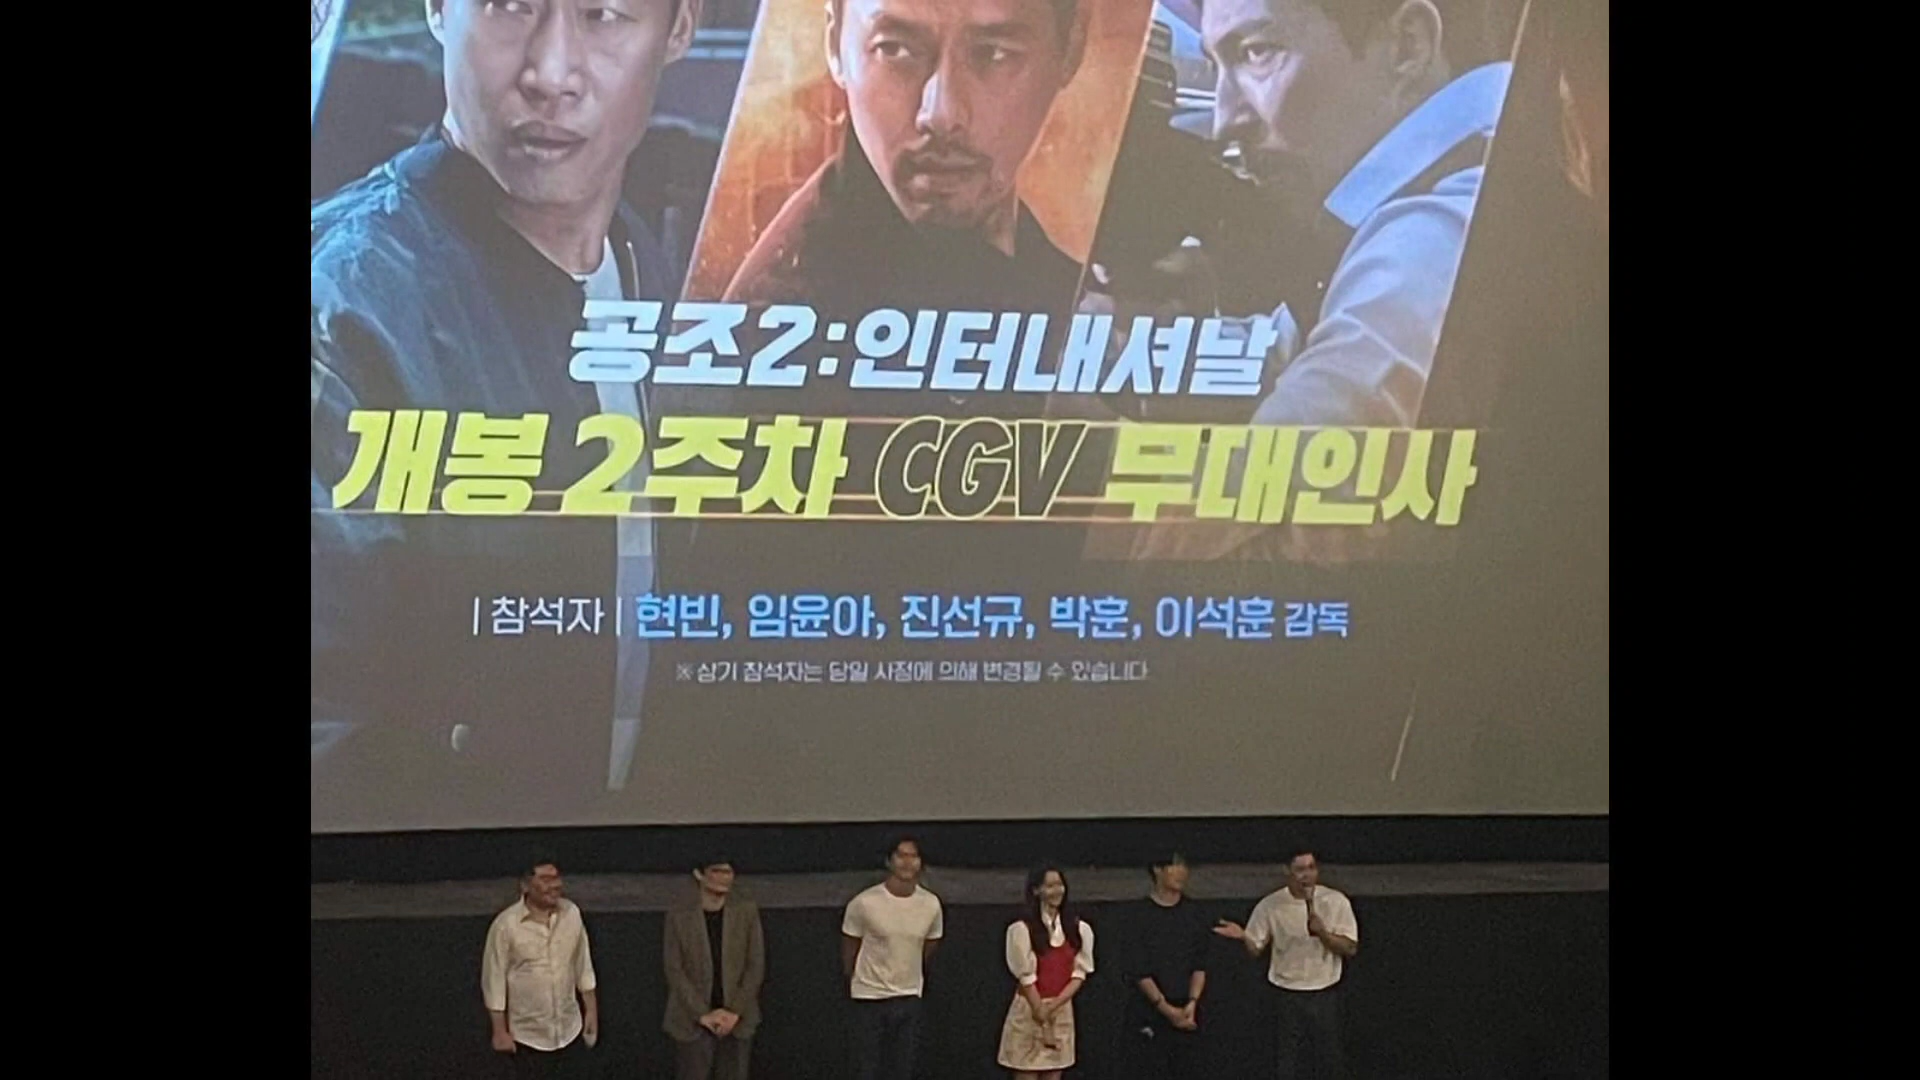 공조2:인터내셔날
개봉 2주차 CGV 무대인사
| 참석자 | 현빈, 임윤아, 진선규, 박훈, 이석훈 감독
※ 상기 참석자는 당일 사정에 의해 변경될 수 있습니다